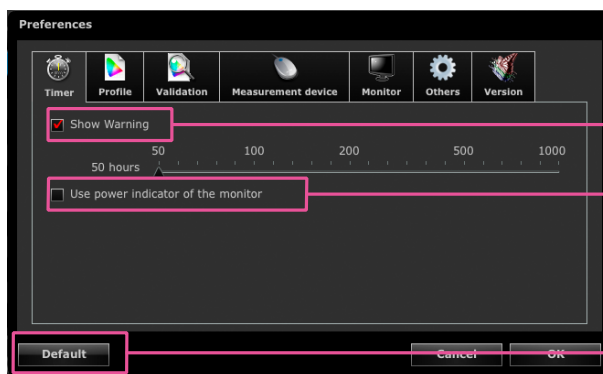 Preferences
Timer Profile Validation Measurement device Monitor Others Version
Show Warning
50 100 200 500 1000
50 hours
Use power indicator of the monitor
Default Cancel OK